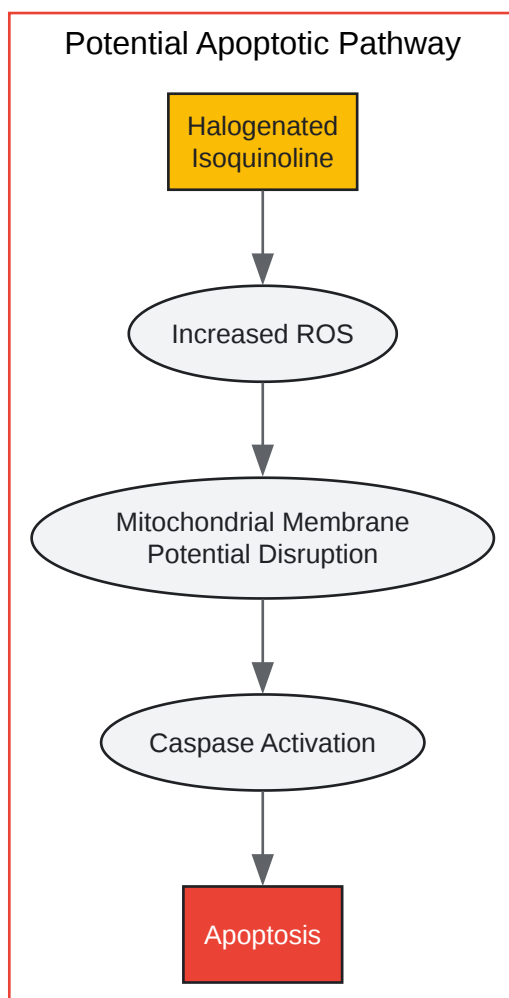 Potential Apoptotic Pathway
Halogenated
Isoquinoline
Increased ROS
Mitochondrial Membrane
Potential Disruption
Caspase Activation
Apoptosis